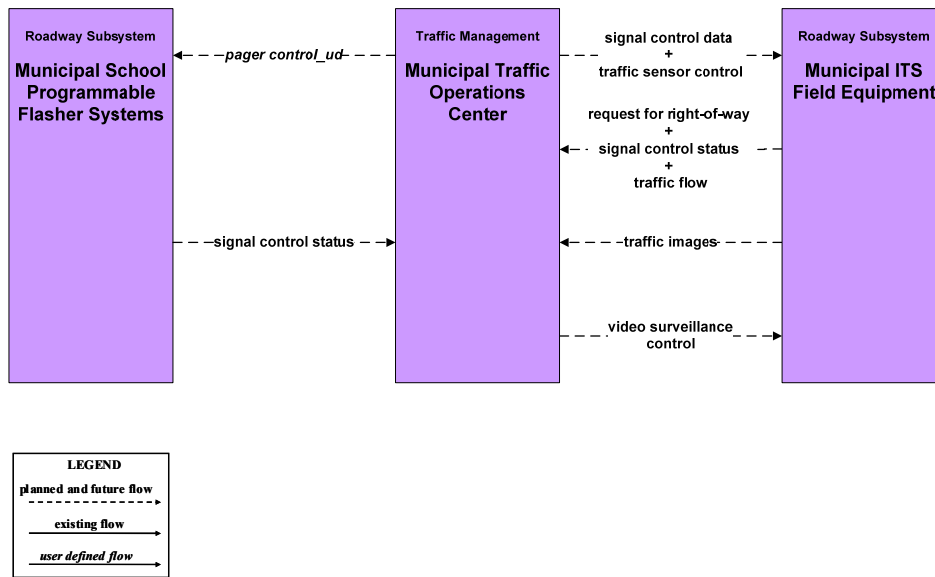 Roadway Subsystem
Municipal School
Programmable
Flasher Systems
pager control_ud
Traffic Management
Municipal Traffic
Operations
Center
signal control data
+
traffic sensor control
Roadway Subsystem
Municipal ITS
Field Equipment
request for right-of-way
+
signal control status
+
traffic flow
signal control status
traffic images
video surveillance
control
LEGEND
planned and future flow
existing flow
user defined flow